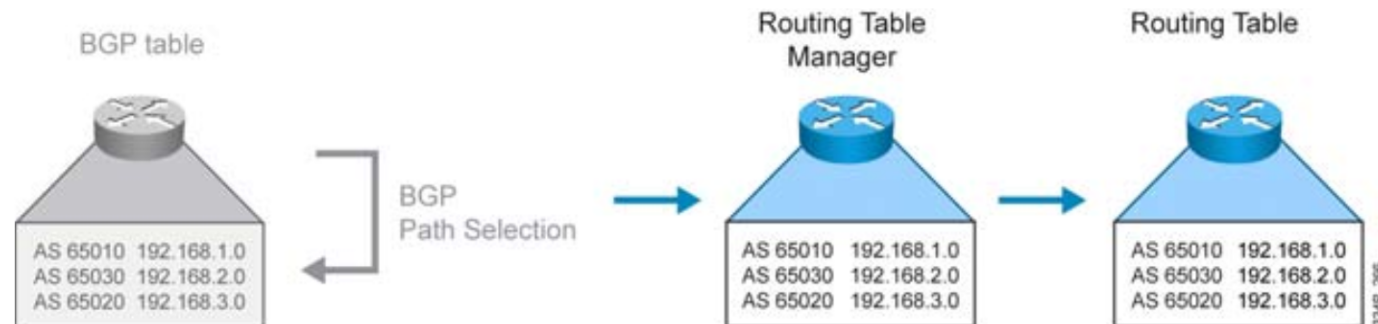 BGP table
Routing Table
Manager
Routing Table
BGP
Path Selection
AS 65010 192.168.1.0
AS 65030 192.168.2.0
AS 65020 192.168.3.0
AS 65010 192.168.1.0
AS 65030 192.168.2.0
AS 65020 192.168.3.0
AS 65010 192.168.1.0
AS 65030 192.168.2.0
AS 65020 192.168.3.0